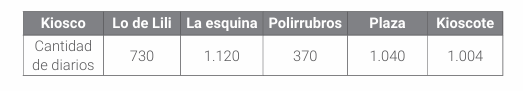 Kiosco Lo de Lili La esquina Polirrubros Plaza Kioscote
Cantidad de diarios 730 1.120 370 1.040 1.004